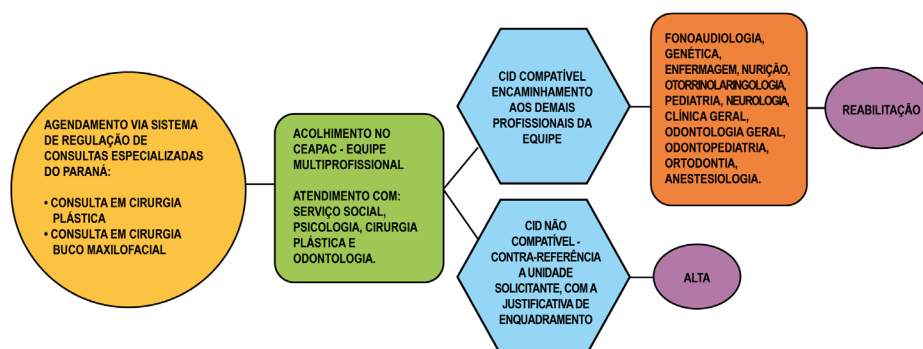 AGENDAMENTO VIA SISTEMA
DE REGULAÇÃO DE
CONSULTAS ESPECIALIZADAS
DO PARANÁ:
• CONSULTA EM CIRURGIA
PLÁSTICA
• CONSULTA EM CIRURGIA
BUCO MAXILOFACIAL
ACOLHIMENTO NO
CEAPAC - EQUIPE
MULTIPROFISSIONAL
ATENDIMENTO COM:
SERVIÇO SOCIAL,
PSICOLOGIA, CIRURGIA
PLÁSTICA E
ODONTOLOGIA.
CID COMPATÍVEL
ENCAMINHAMENTO
AOS DEMAIS
PROFISSIONAIS DA
EQUIPE
FONOAUDIOLOGIA,
GENÉTICA,
ENFERMAGEM, NURIÇÃO,
OTORRINOLARINGOLOGIA,
PEDIATRIA, NEUROLOGIA,
CLÍNICA GERAL,
ODONTOLOGIA GERAL,
ODONTOPEDIATRIA,
ORTODONTIA,
ANESTESIOLOGIA.
REABILITAÇÃO
CID NÃO
COMPATÍVEL -
CONTRA-REFERÊNCIA
A UNIDADE
SOLICITANTE, COM A
JUSTIFICATIVA DE
ENQUADRAMENTO
ALTA